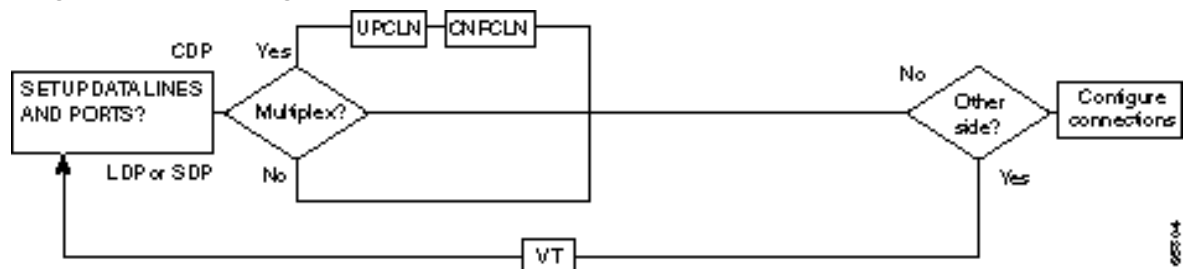 UPCLN
CNFCLN
CDP
Yes
SETUP DATA LINES
AND PORTS?
Multiplex?
LDP or SDP
No
No
Other
side?
Configure
connections
Yes
VT